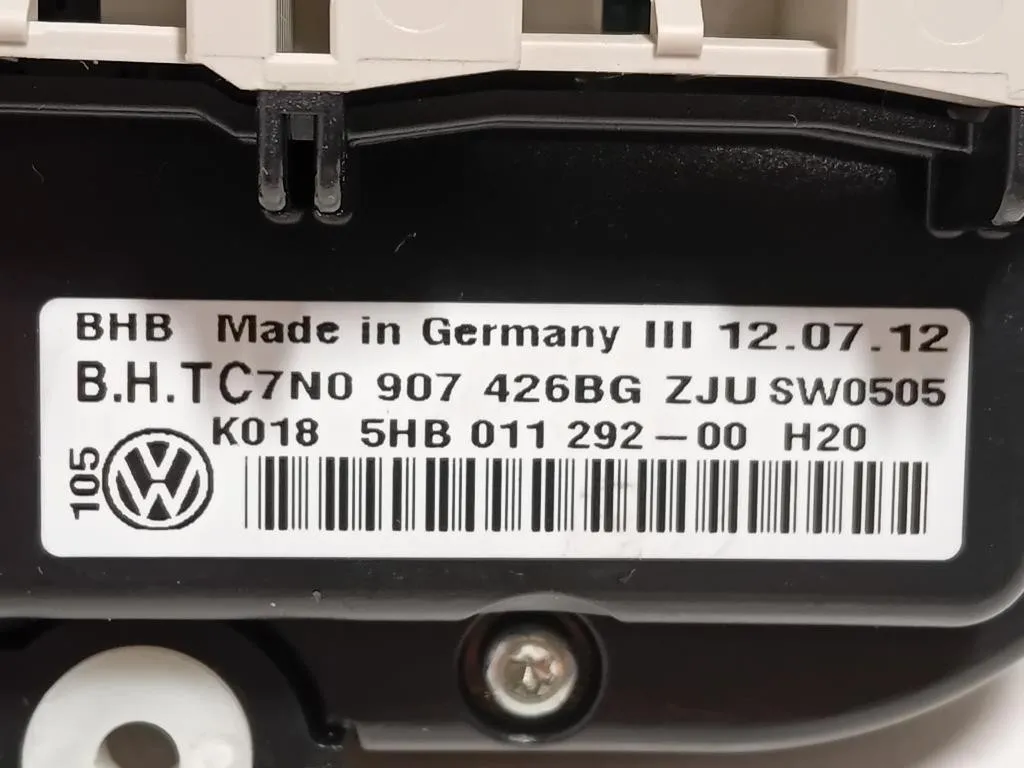 BHB Made in Germany III 12.07.12
B.H.TC7N0 907 426BG ZJU SW0505
K018 5HB 011 292-00 H20
105